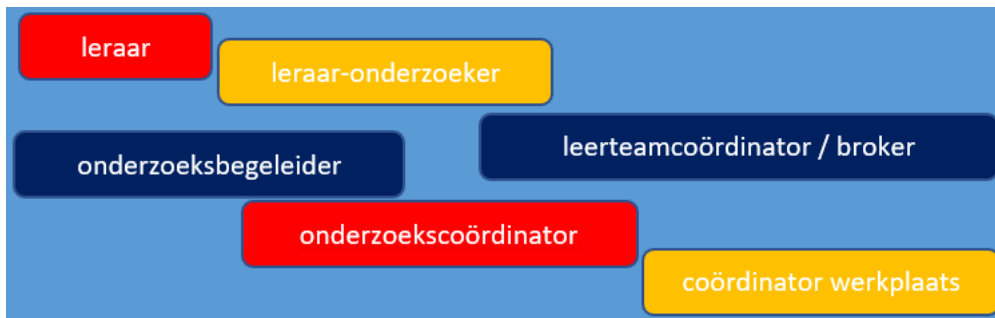 leraar
leraar-onderzoeker
leerteamcoördinator / broker
onderzoeksbegeleider
onderzoekscoördinator
coördinator werkplaats